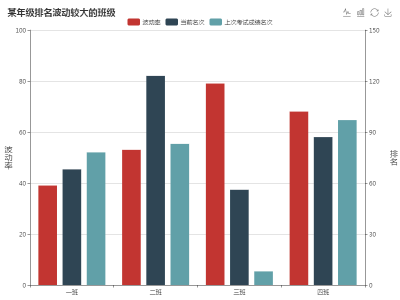 某年级排名波动较大的班级
波动率 当前名次 上次考试成绩名次
波动率
排名
100 150
80 120
60 90
40 60
20 30
0 0
一班 二班 三班 四班